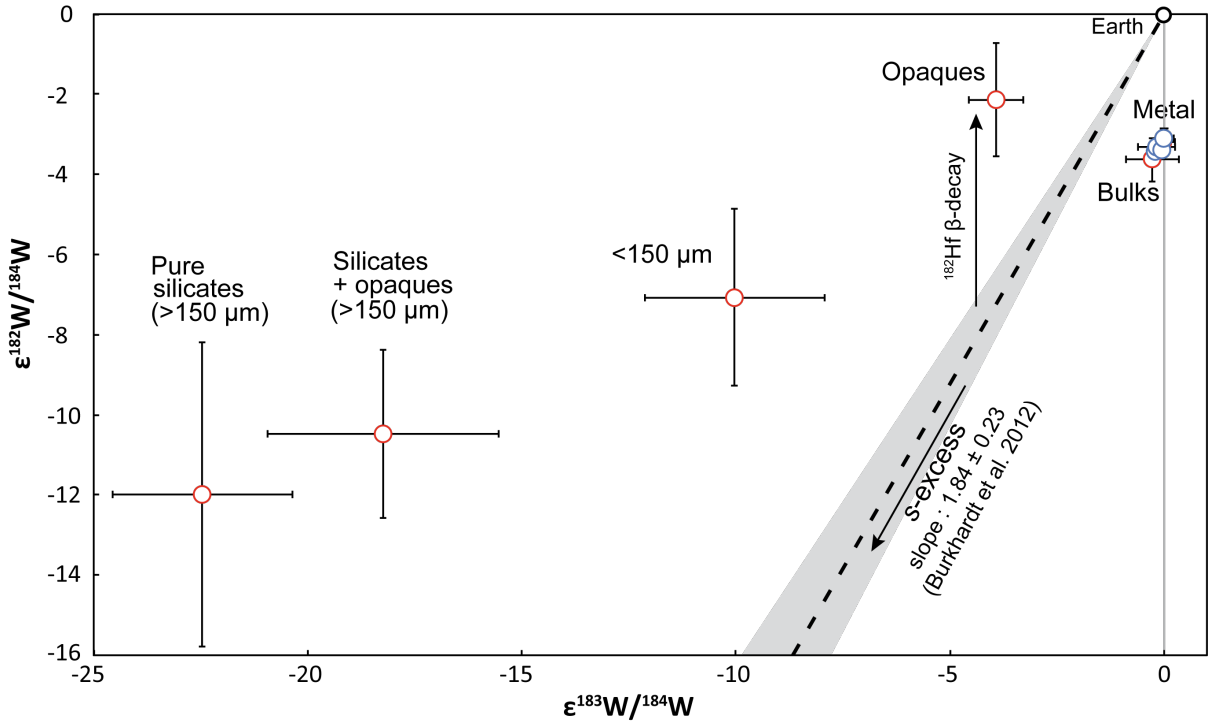 0
-2
-4
-6
-8
-10
-12
-14
-16
ε¹⁸²W/¹⁸⁴W
Earth
Opaques
Metal
Bulks
¹⁸²Hf β-decay
<150 µm
Silicates
+ opaques
(>150 µm)
Pure
silicates
(>150 µm)
s-excess
slope : 1.84 ± 0.23
(Burkhardt et al. 2012)
-25
-20
-15
-10
-5
0
ε¹⁸³W/¹⁸⁴W